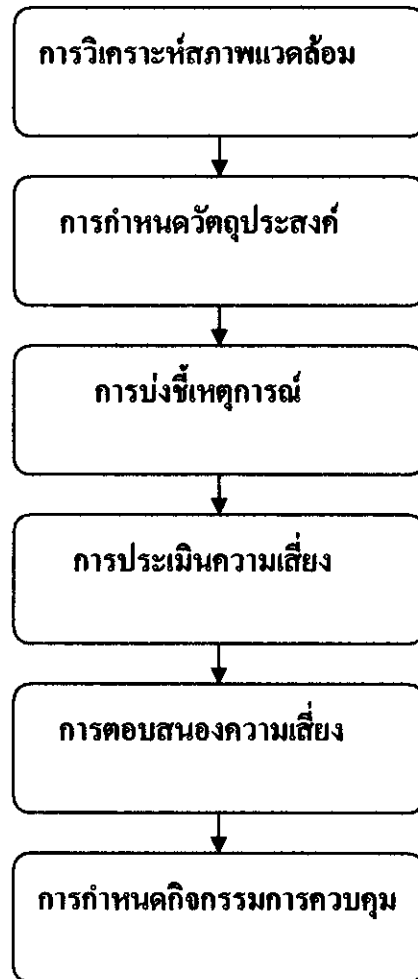 การวิเคราะห์สภาพแวดล้อม
การกำหนดวัตถุประสงค์
การบ่งชี้เหตุการณ์
การประเมินความเสี่ยง
การตอบสนองความเสี่ยง
การกำหนดกิจกรรมการควบคุม